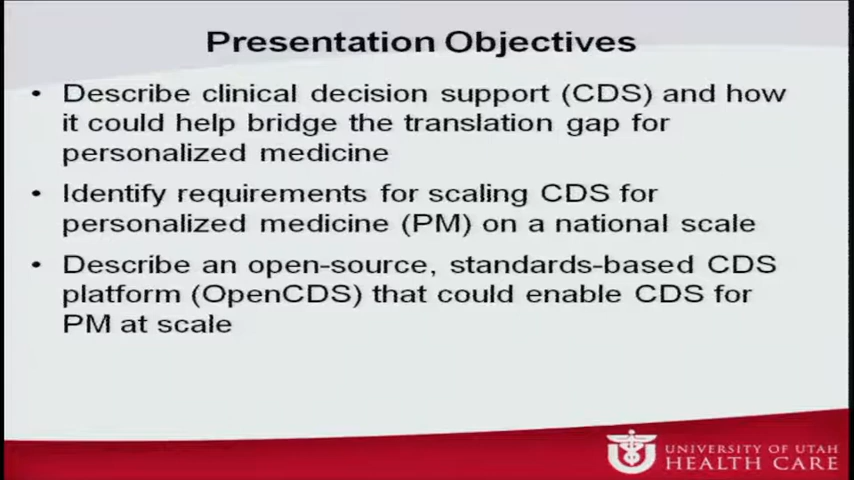 Presentation Objectives
• Describe clinical decision support (CDS) and how
it could help bridge the translation gap for
personalized medicine
• Identify requirements for scaling CDS for
personalized medicine (PM) on a national scale
• Describe an open-source, standards-based CDS
platform (OpenCDS) that could enable CDS for
PM at scale
UNIVERSITY OF UTAH
HEALTH CARE